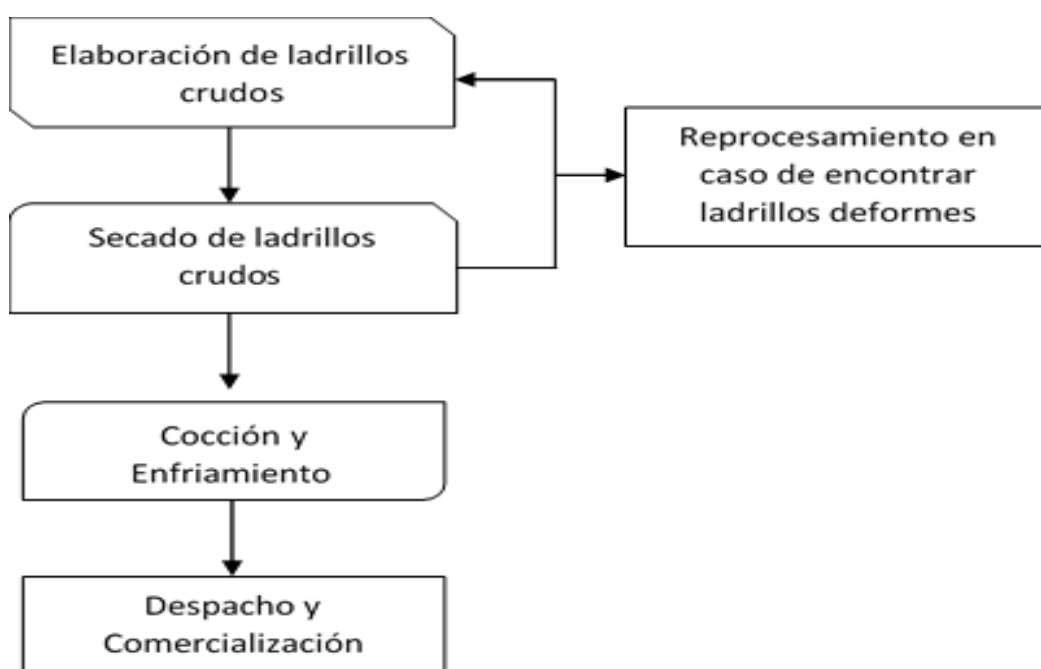 Elaboración de ladrillos
crudos
Reprocesamiento en
caso de encontrar
ladrillos deformes
Secado de ladrillos
crudos
Cocción y
Enfriamiento
Despacho y
Comercialización